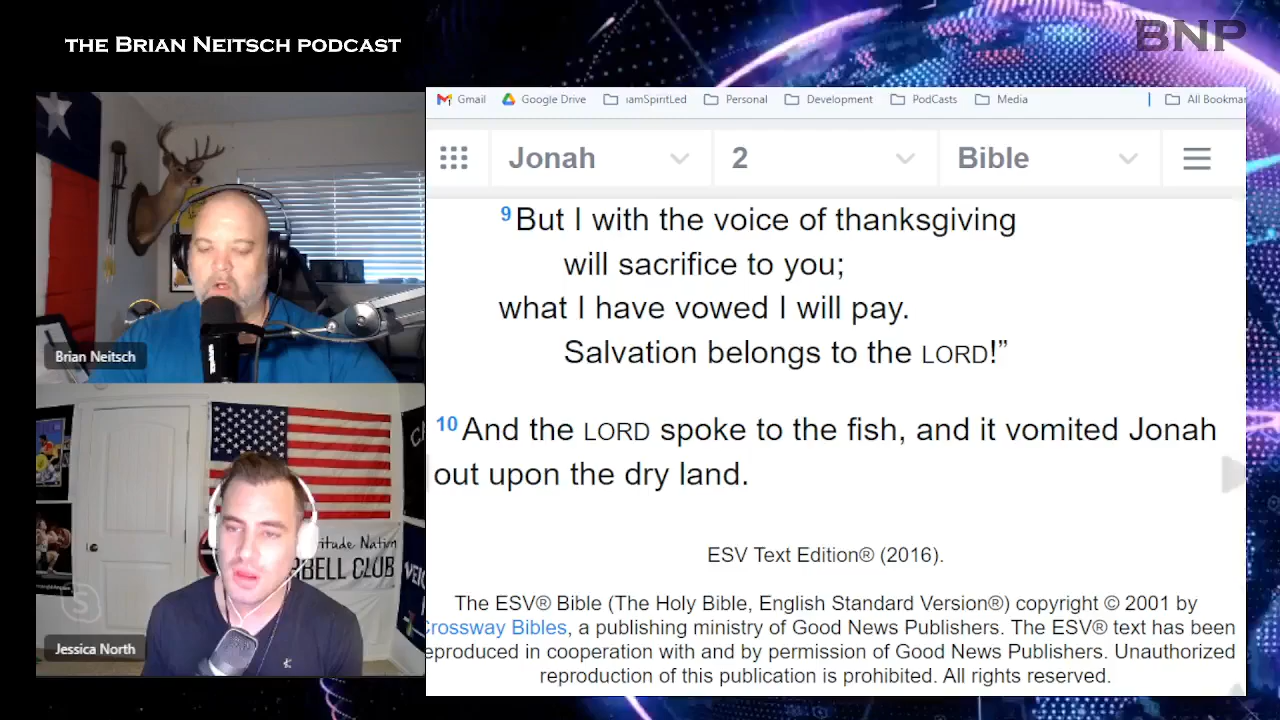 THE BRIAN NEITSCH PODCAST
BNP
Gmail Google Drive iamSpiritLed Personal Development PodCasts Media All Bookmar
Jonah 2 Bible
9 But I with the voice of thanksgiving
will sacrifice to you;
what I have vowed I will pay.
Salvation belongs to the LORD!”
10 And the LORD spoke to the fish, and it vomited Jonah
out upon the dry land.
ESV Text Edition® (2016).
The ESV® Bible (The Holy Bible, English Standard Version®) copyright © 2001 by
Crossway Bibles, a publishing ministry of Good News Publishers. The ESV® text has been
eproduced in cooperation with and by permission of Good News Publishers. Unauthorized
reproduction of this publication is prohibited. All rights reserved.
Brian Neitsch
BELL CLUB
Jessica North